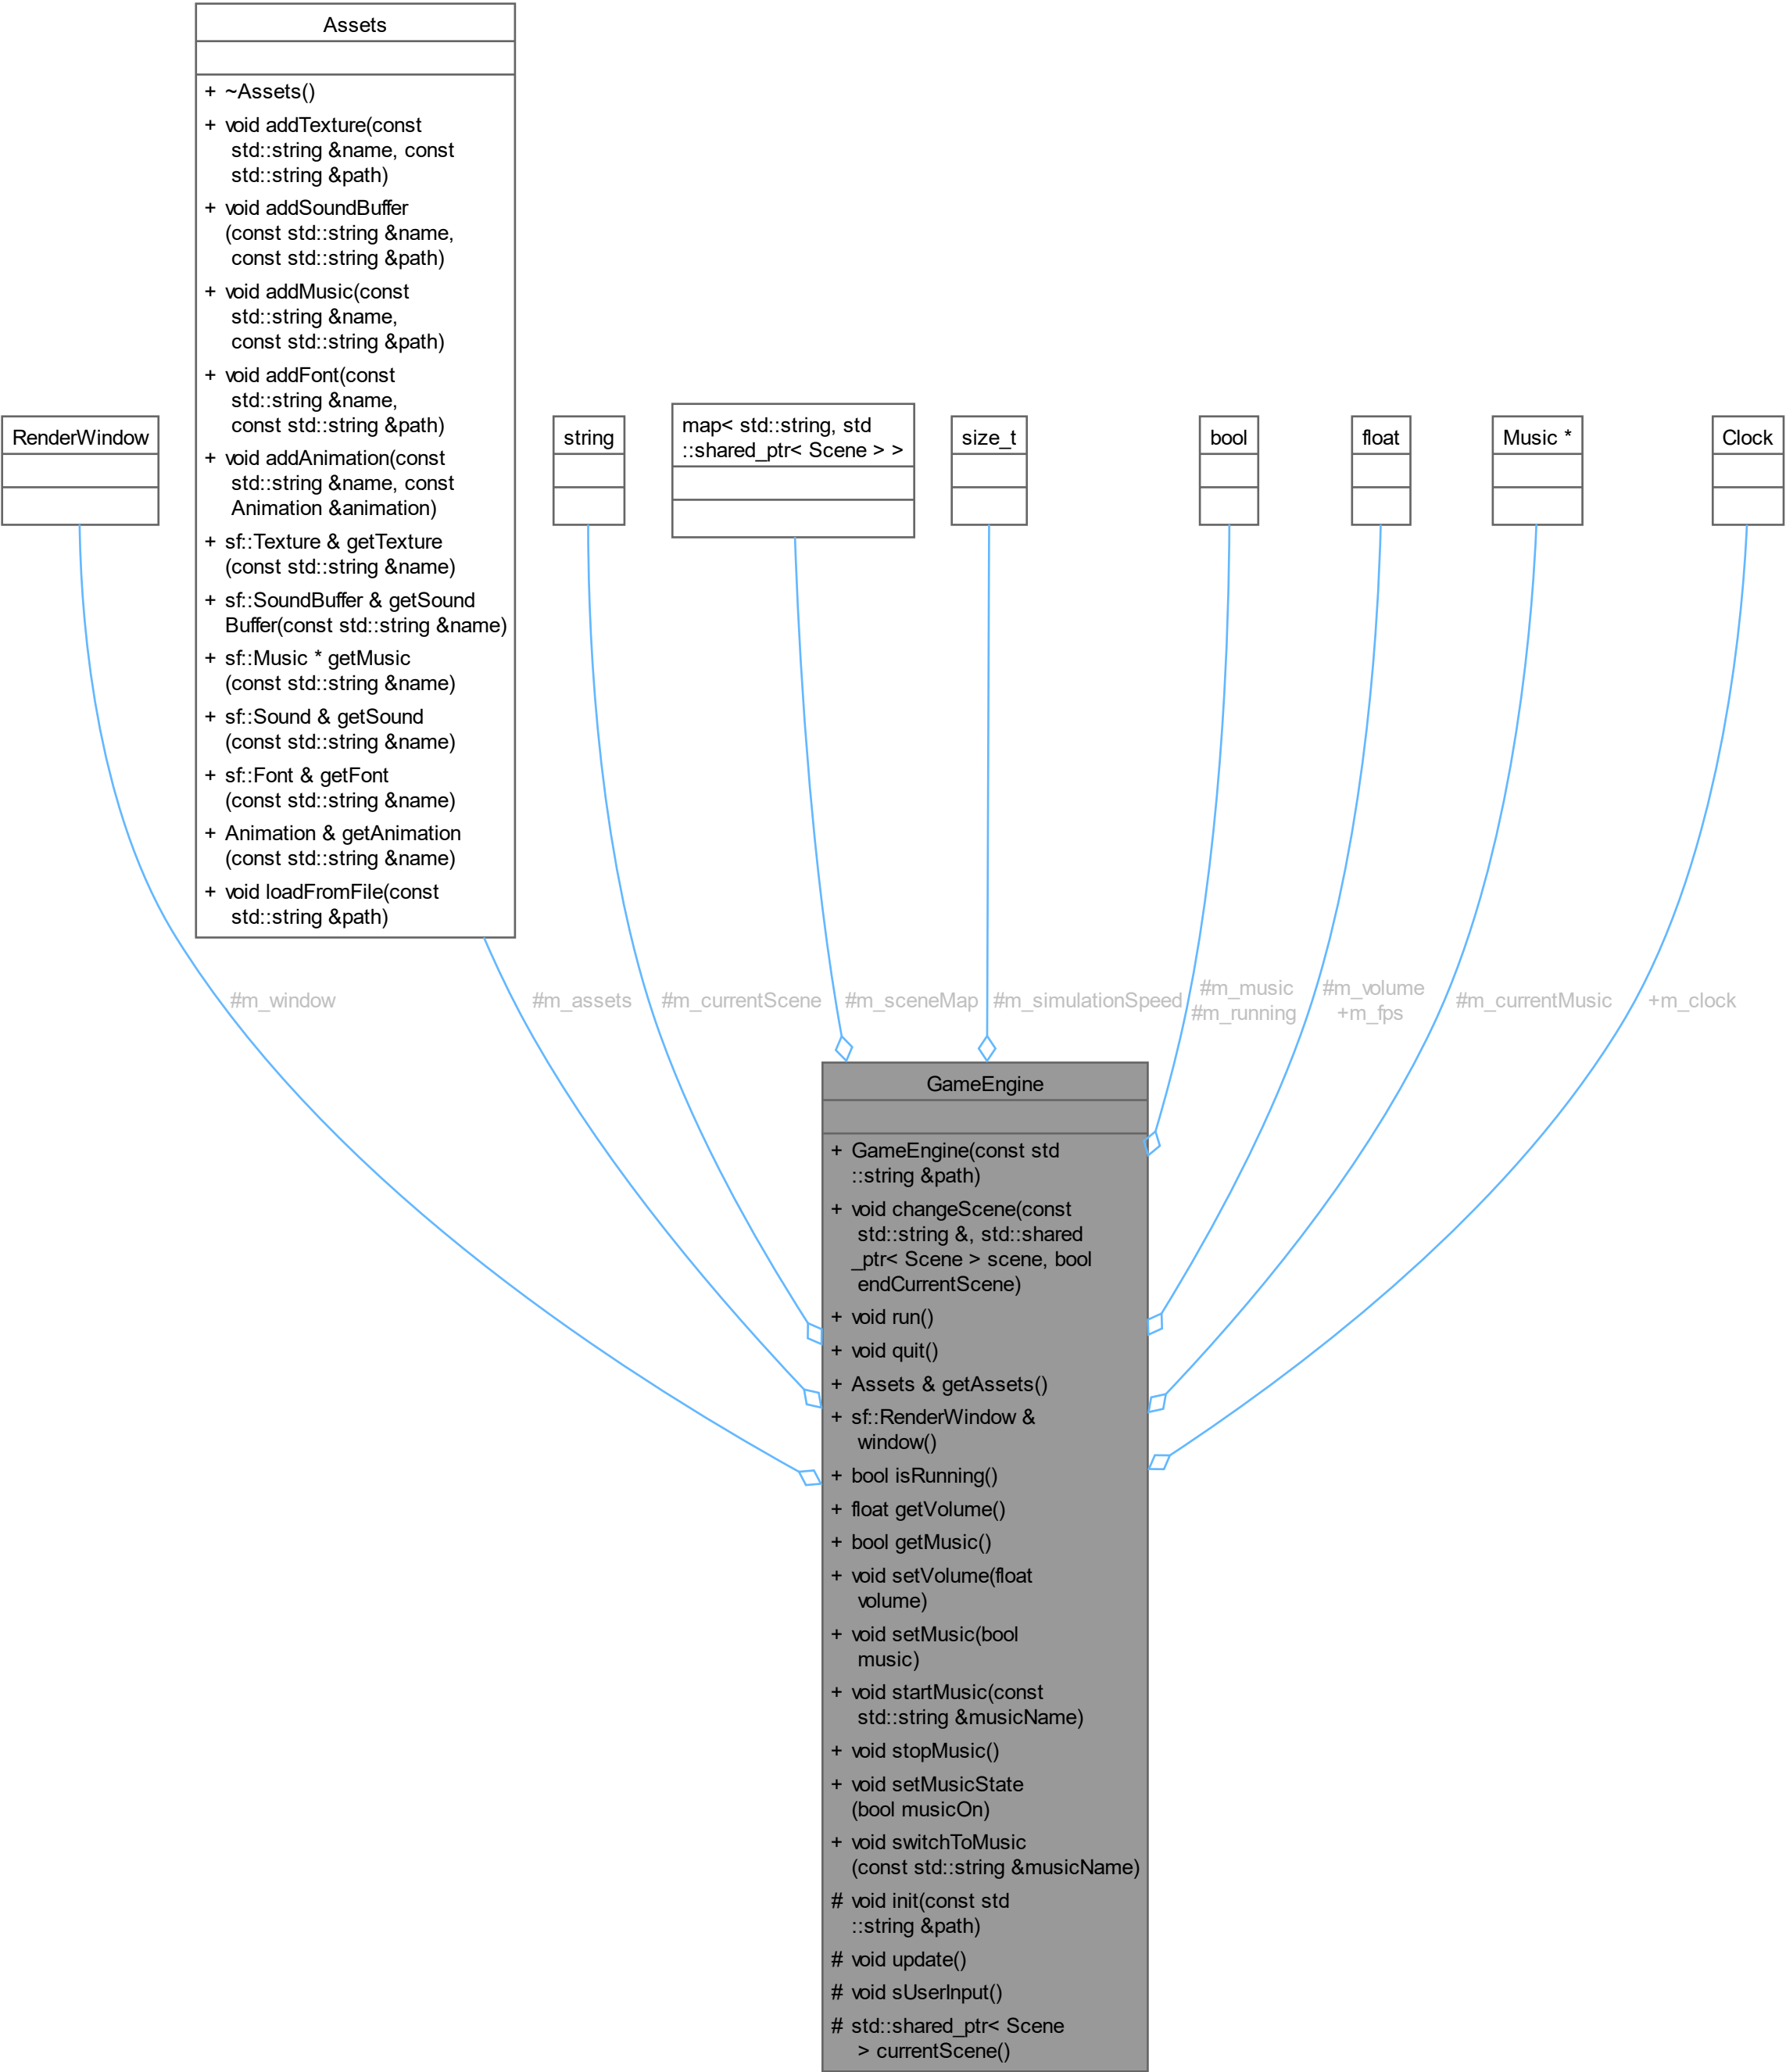 Assets
+ ~Assets()
+ void addTexture(const
std::string &name, const
std::string &path)
+ void addSoundBuffer
(const std::string &name,
const std::string &path)
+ void addMusic(const
std::string &name,
const std::string &path)
+ void addFont(const
std::string &name,
const std::string &path)
+ void addAnimation(const
std::string &name, const
Animation &animation)
+ sf::Texture & getTexture
(const std::string &name)
+ sf::SoundBuffer & getSound
Buffer(const std::string &name)
+ sf::Music * getMusic
(const std::string &name)
+ sf::Sound & getSound
(const std::string &name)
+ sf::Font & getFont
(const std::string &name)
+ Animation & getAnimation
(const std::string &name)
+ void loadFromFile(const
std::string &path)
RenderWindow
string
map< std::string, std
::shared_ptr< Scene > >
size_t
bool
float
Music *
Clock
#m_window
#m_assets
#m_currentScene
#m_sceneMap
#m_simulationSpeed
#m_music
#m_running
#m_volume
+m_fps
#m_currentMusic
+m_clock
GameEngine
+ GameEngine(const std
::string &path)
+ void changeScene(const
std::string &, std::shared
_ptr< Scene > scene, bool
endCurrentScene)
+ void run()
+ void quit()
+ Assets & getAssets()
+ sf::RenderWindow &
window()
+ bool isRunning()
+ float getVolume()
+ bool getMusic()
+ void setVolume(float
volume)
+ void setMusic(bool
music)
+ void startMusic(const
std::string &musicName)
+ void stopMusic()
+ void setMusicState
(bool musicOn)
+ void switchToMusic
(const std::string &musicName)
# void init(const std
::string &path)
# void update()
# void sUserInput()
# std::shared_ptr< Scene
> currentScene()